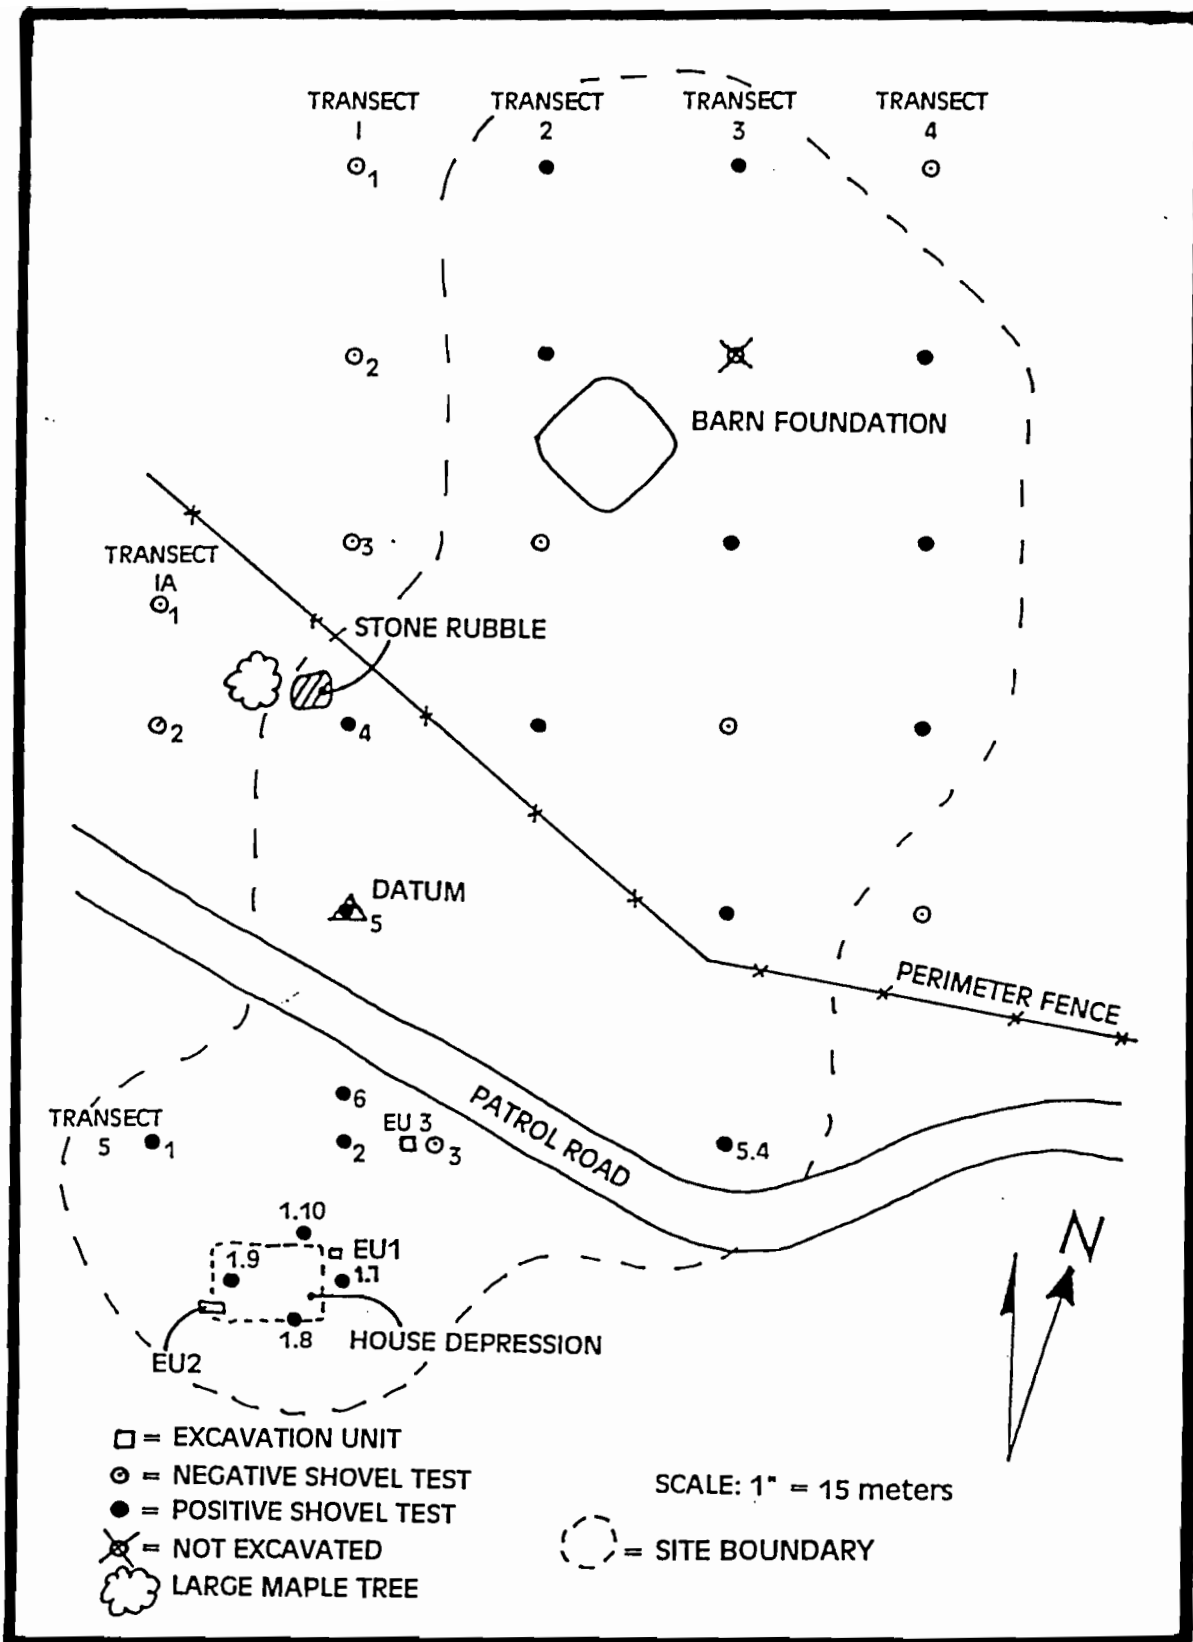 TRANSECT TRANSECT TRANSECT TRANSECT
1 2 3 4
1
2
BARN FOUNDATION
3
TRANSECT
1A
1
STONE RUBBLE
2
4
DATUM
5
PERIMETER FENCE
6
PATROL ROAD
TRANSECT
5
1
2
EU 3
3
5.4
N
1.10
1.9
EU1
1.7
1.8
HOUSE DEPRESSION
EU2
= EXCAVATION UNIT
= NEGATIVE SHOVEL TEST
= POSITIVE SHOVEL TEST
= NOT EXCAVATED
LARGE MAPLE TREE
SCALE: 1" = 15 meters
= SITE BOUNDARY